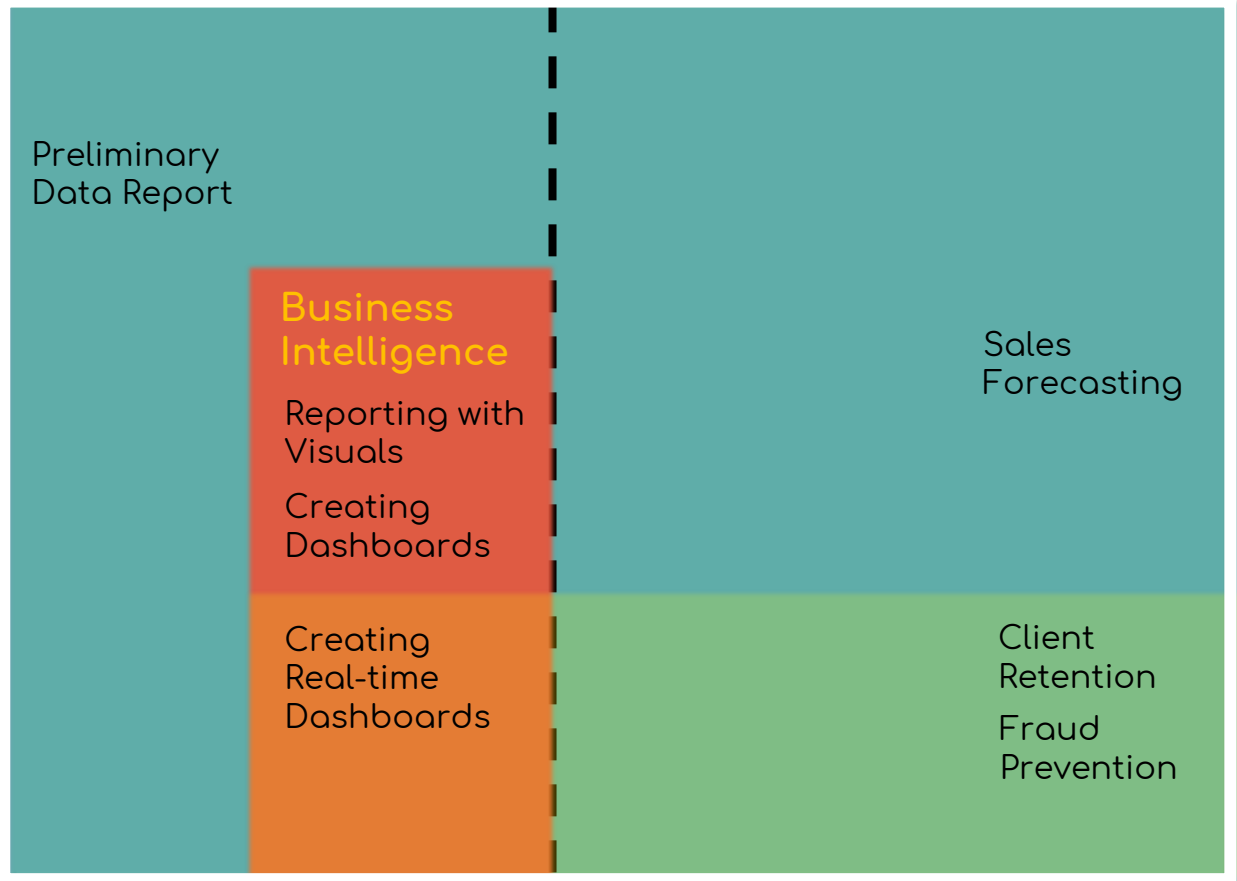 Preliminary
Data Report
Business
Intelligence
Reporting with
Visuals
Creating
Dashboards
Creating
Real-time
Dashboards
Sales
Forecasting
Client
Retention
Fraud
Prevention